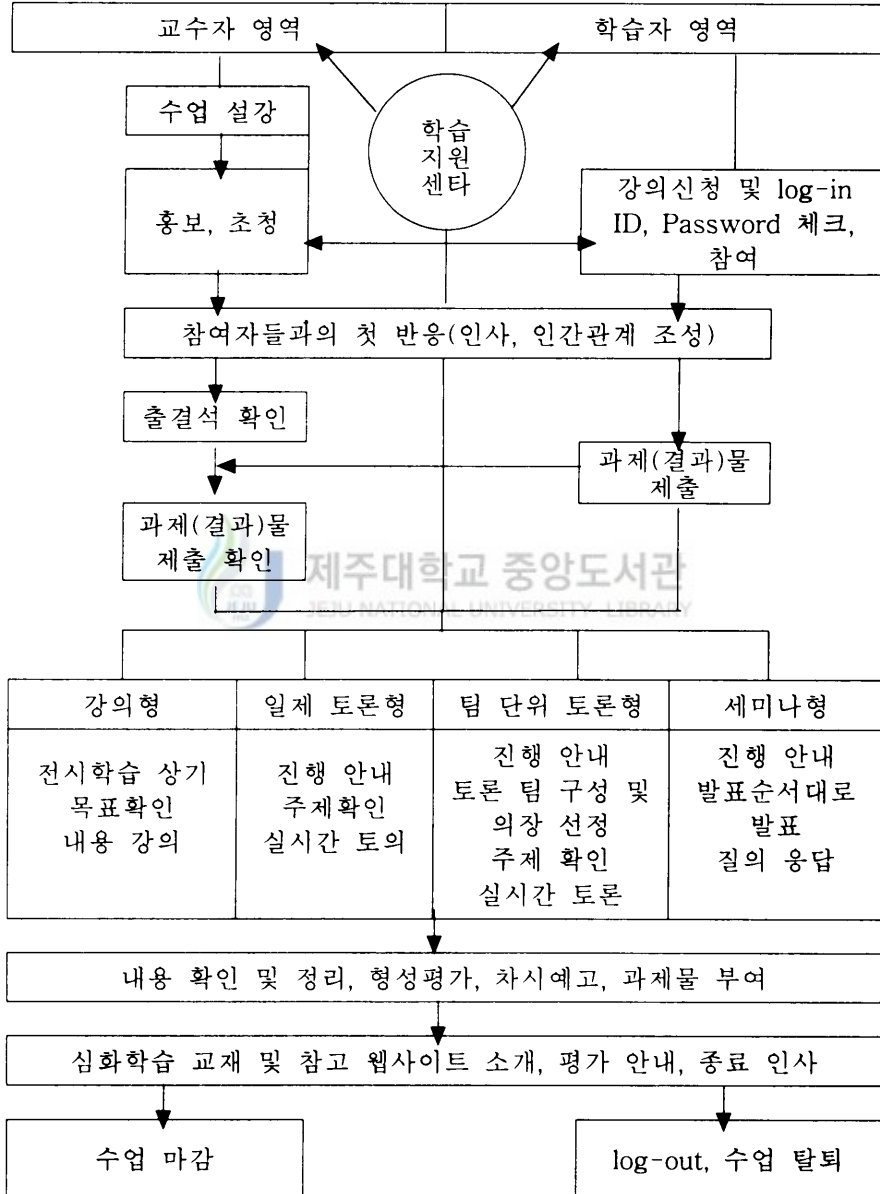 교수자 영역
학습자 영역
수업 설강
학습
지원
센타
홍보, 초청
강의신청 및 log-in
ID, Password 체크,
참여
참여자들과의 첫 반응(인사, 인간관계 조성)
출결석 확인
과제(결과)물
제출
과제(결과)물
제출 확인
제주대학교 중앙도서관
JEJU NATIONAL UNIVERSITY LIBRARY
강의형
일제 토론형
팀 단위 토론형
세미나형
전시학습 상기
목표확인
내용 강의
진행 안내
주제확인
실시간 토의
진행 안내
토론 팀 구성 및
의장 선정
주제 확인
실시간 토론
진행 안내
발표순서대로
발표
질의 응답
내용 확인 및 정리, 형성평가, 차시예고, 과제물 부여
심화학습 교재 및 참고 웹사이트 소개, 평가 안내, 종료 인사
수업 마감
log-out, 수업 탈퇴